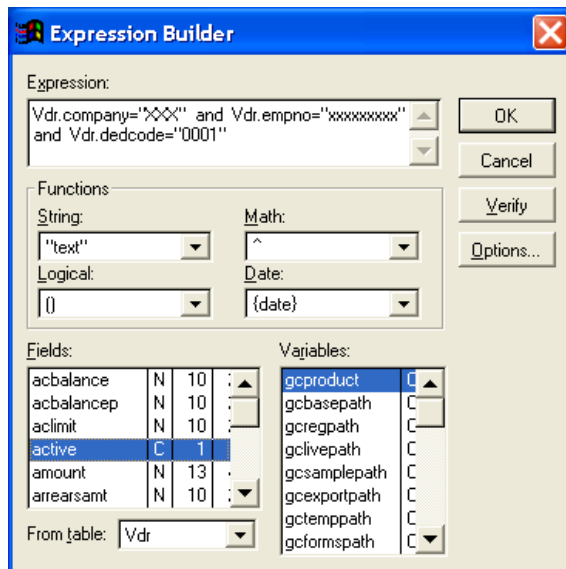 Expression Builder
Expression:
Vdr.company="XXX" and Vdr.empno="xxxxxxxxx"
and Vdr.dedcode="0001"
OK
Cancel
Verify
Options...
Functions
String:
Math:
"text"
^
Logical:
Date:
()
{date}
Fields:
Variables:
acbalance N 10
acbalancep N 10
aclimit N 10
active C 1
amount N 13
arrearsamt N 10
gcproduct C
gcbasepath C
gcregpath C
gclivepath C
gcsamplepath C
gcexportpath C
gctemppath C
gcformspath C
From table: Vdr